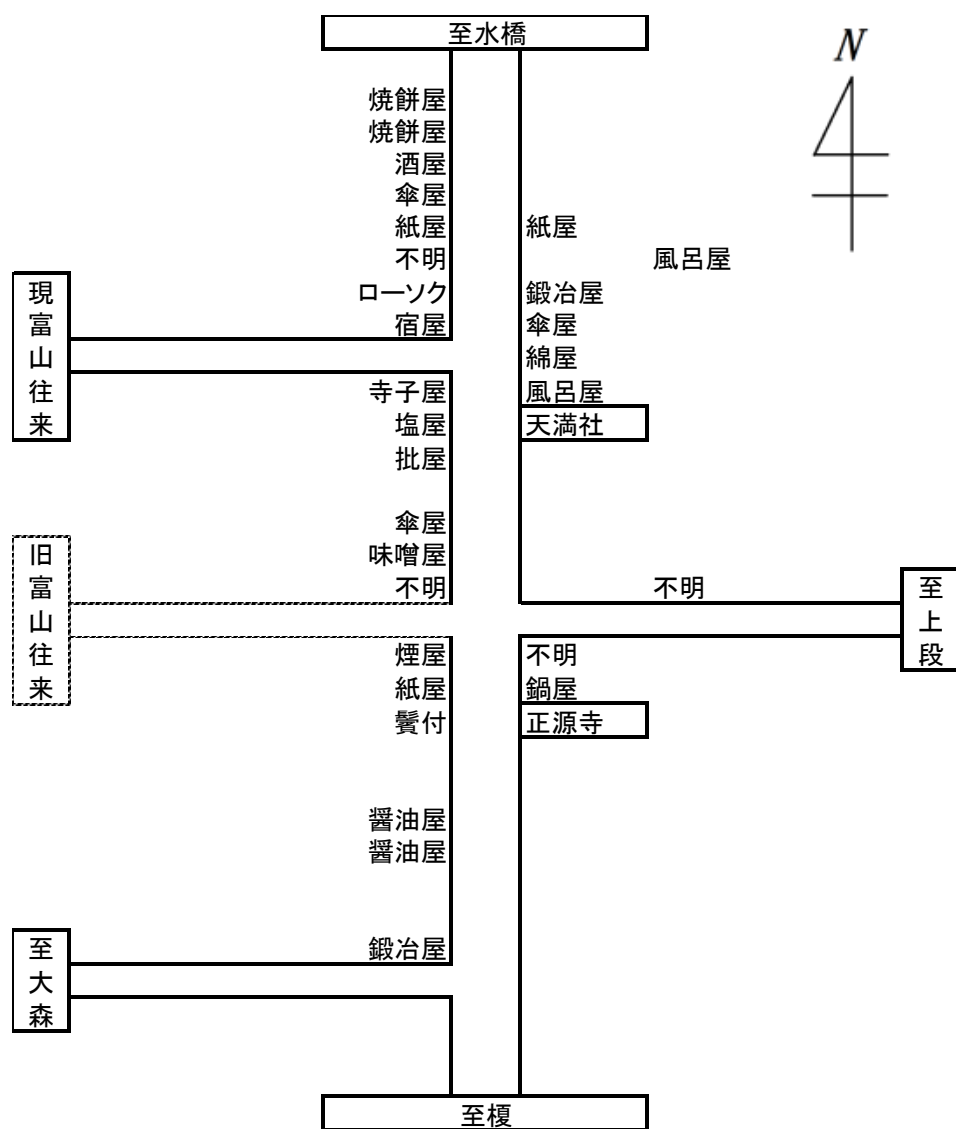 至水橋
N
焼餅屋
焼餅屋
酒屋
傘屋
紙屋 紙屋
不明 風呂屋
ローソク 鍛冶屋
宿屋 傘屋
現富山往来
綿屋
寺子屋 風呂屋
塩屋 天満社
批屋
傘屋
味噌屋
不明 不明
旧富山往来
至上段
煙屋 不明
紙屋 鍋屋
鬢付 正源寺
醤油屋
醤油屋
鍛冶屋
至大森
至榎